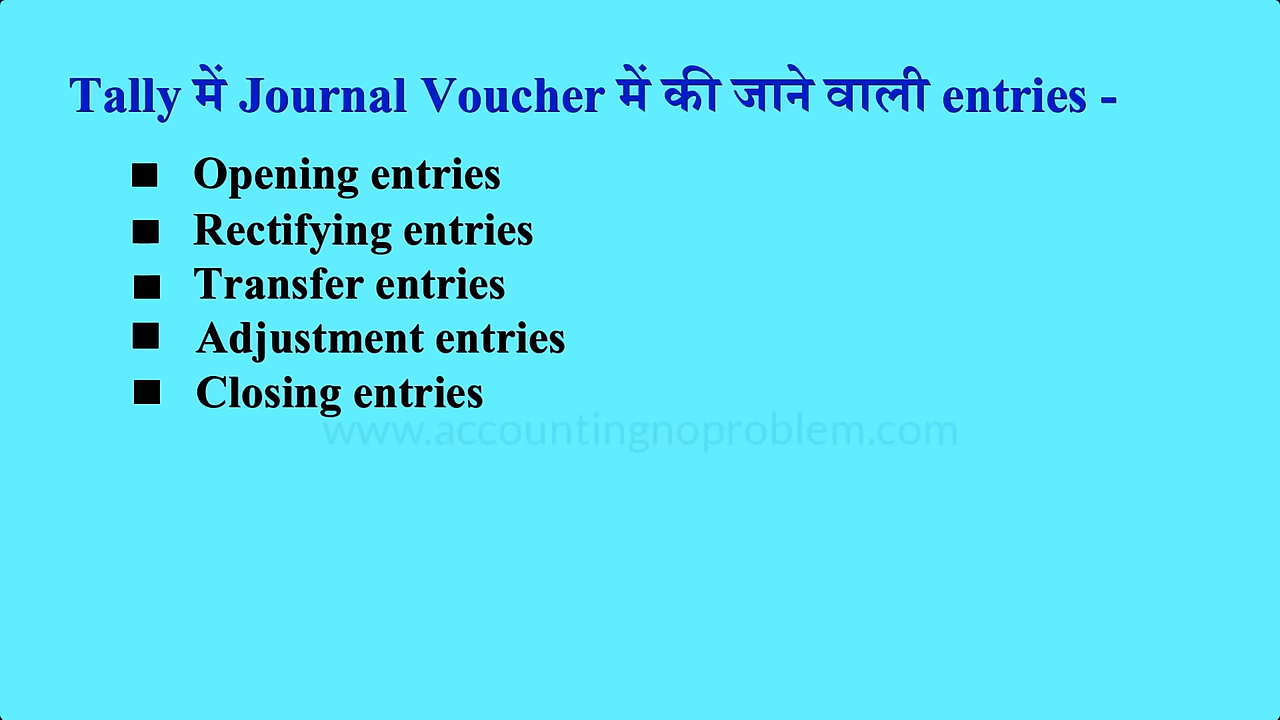 Tally में Journal Voucher में की जाने वाली entries -
■ Opening entries
■ Rectifying entries
■ Transfer entries
■ Adjustment entries
■ Closing entries
www.accountingnoproblem.com